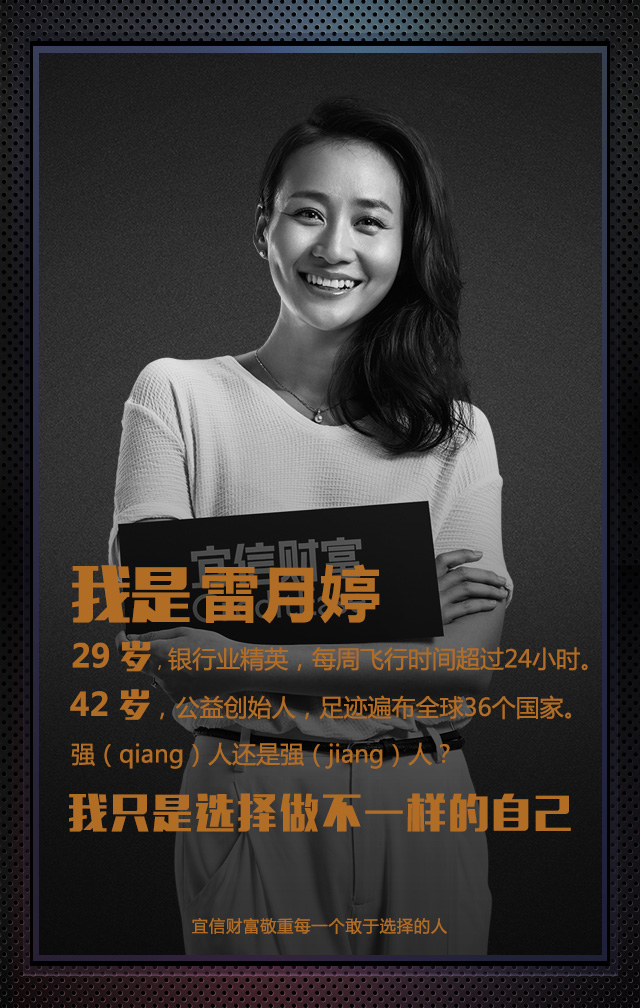 宜信财富
我是雷月婷
29 岁，银行业精英，每周飞行时间超过24小时。
42 岁，公益创始人，足迹遍布全球36个国家。
强（qiang）人还是强（jiang）人？
我只是选择做不一样的自己
宜信财富敬重每一个敢于选择的人